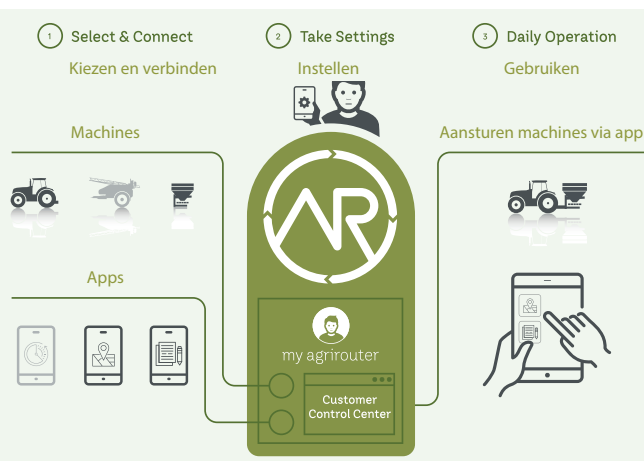 1 Select & Connect
Kiezen en verbinden
2 Take Settings
Instellen
3 Daily Operation
Gebruiken
Machines
Aansturen machines via app
AR
Apps
my agrirouter
Customer
Control Center